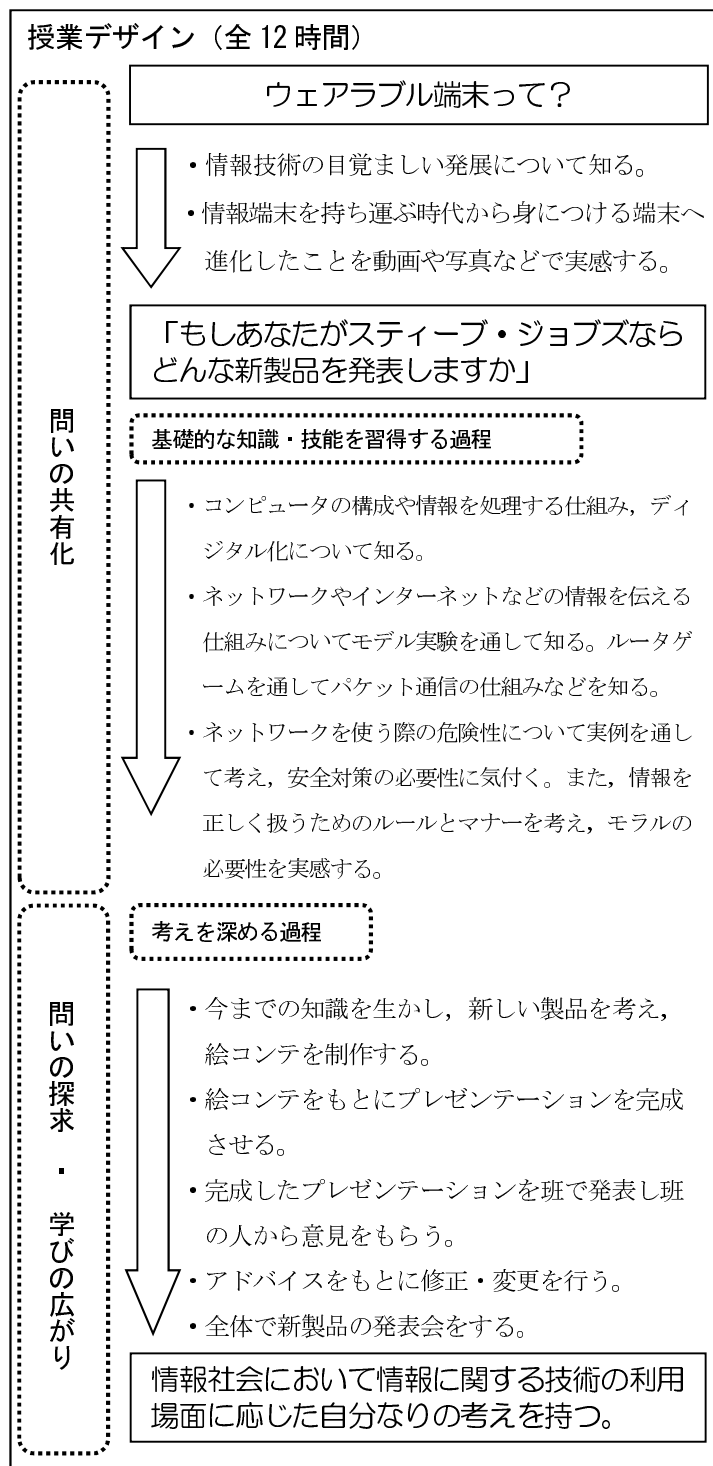 授業デザイン（全 12 時間）
ウェアラブル端末って？
・情報技術の目覚ましい発展について知る。
・情報端末を持ち運ぶ時代から身につける端末へ
進化したことを動画や写真などで実感する。
「もしあなたがスティーブ・ジョブズなら
どんな新製品を発表しますか」
問いの共有化
基礎的な知識・技能を習得する過程
・コンピュータの構成や情報を処理する仕組み，ディ
ジタル化について知る。
・ネットワークやインターネットなどの情報を伝える
仕組みについてモデル実験を通して知る。ルータゲ
ームを通してパケット通信の仕組みなどを知る。
・ネットワークを使う際の危険性について実例を通し
て考え，安全対策の必要性に気付く。また，情報を
正しく扱うためのルールとマナーを考え，モラルの
必要性を実感する。
考えを深める過程
問いの探求　・　学びの広がり
・今までの知識を生かし，新しい製品を考え，
絵コンテを制作する。
・絵コンテをもとにプレゼンテーションを完成
させる。
・完成したプレゼンテーションを班で発表し班
の人から意見をもらう。
・アドバイスをもとに修正・変更を行う。
・全体で新製品の発表会をする。
情報社会において情報に関する技術の利用
場面に応じた自分なりの考えを持つ。